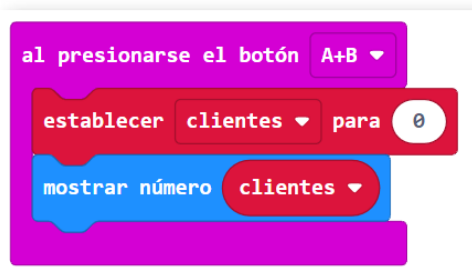 al presionarse el botón A+B
establecer clientes para 0
mostrar número clientes